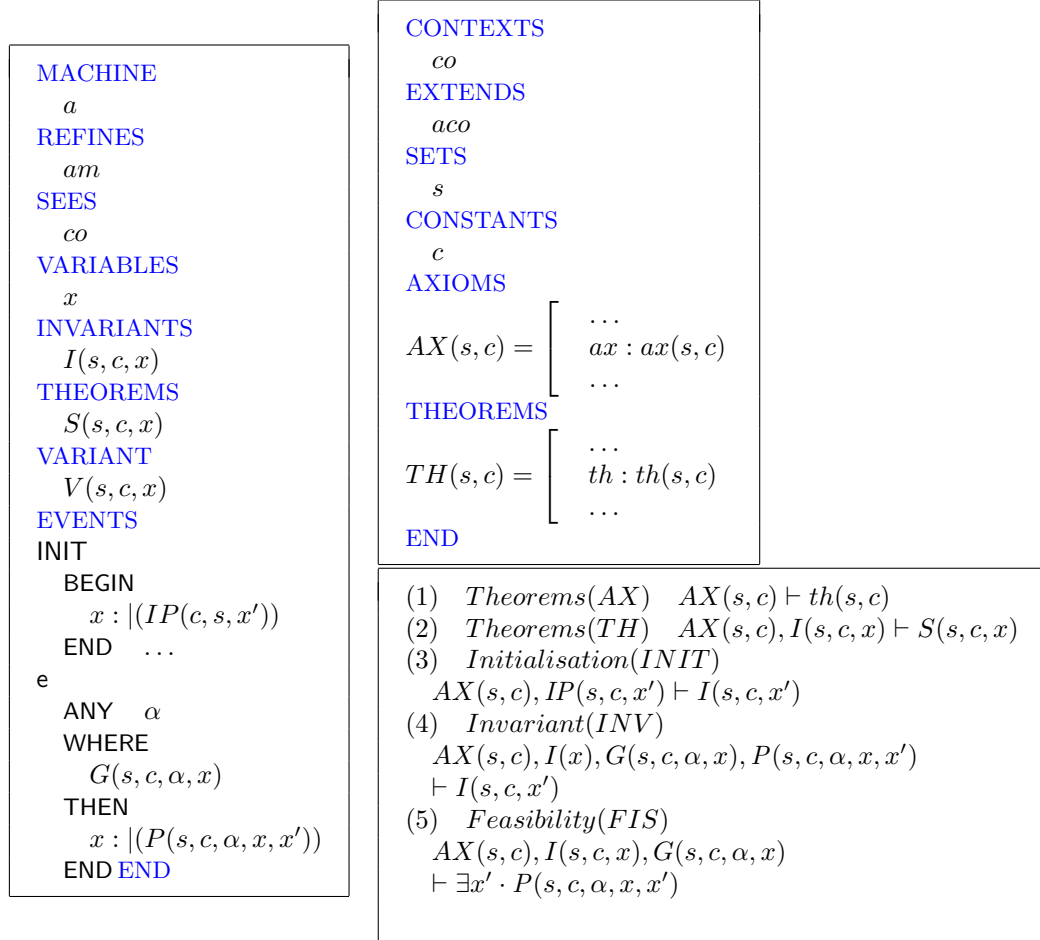 MACHINE
a
REFINES
am
SEES
co
VARIABLES
x
INVARIANTS
I(s, c, x)
THEOREMS
S(s, c, x)
VARIANT
V(s, c, x)
EVENTS
INIT
BEGIN
x : |(IP(c, s, x′))
END . . .
e
ANY α
WHERE
G(s, c, α, x)
THEN
x : |(P(s, c, α, x, x′))
END END
CONTEXTS
co
EXTENDS
aco
SETS
s
CONSTANTS
c
AXIOMS
. . .
AX(s, c) = [ ax : ax(s, c)
. . .
THEOREMS
. . .
TH(s, c) = [ th : th(s, c)
. . .
END
(1) Theorems(AX) AX(s, c) ⊢ th(s, c)
(2) Theorems(TH) AX(s, c), I(s, c, x) ⊢ S(s, c, x)
(3) Initialisation(INIT)
AX(s, c), IP(s, c, x′) ⊢ I(s, c, x′)
(4) Invariant(INV)
AX(s, c), I(x), G(s, c, α, x), P(s, c, α, x, x′)
⊢ I(s, c, x′)
(5) Feasibility(FIS)
AX(s, c), I(s, c, x), G(s, c, α, x)
⊢ ∃x′ · P(s, c, α, x, x′)